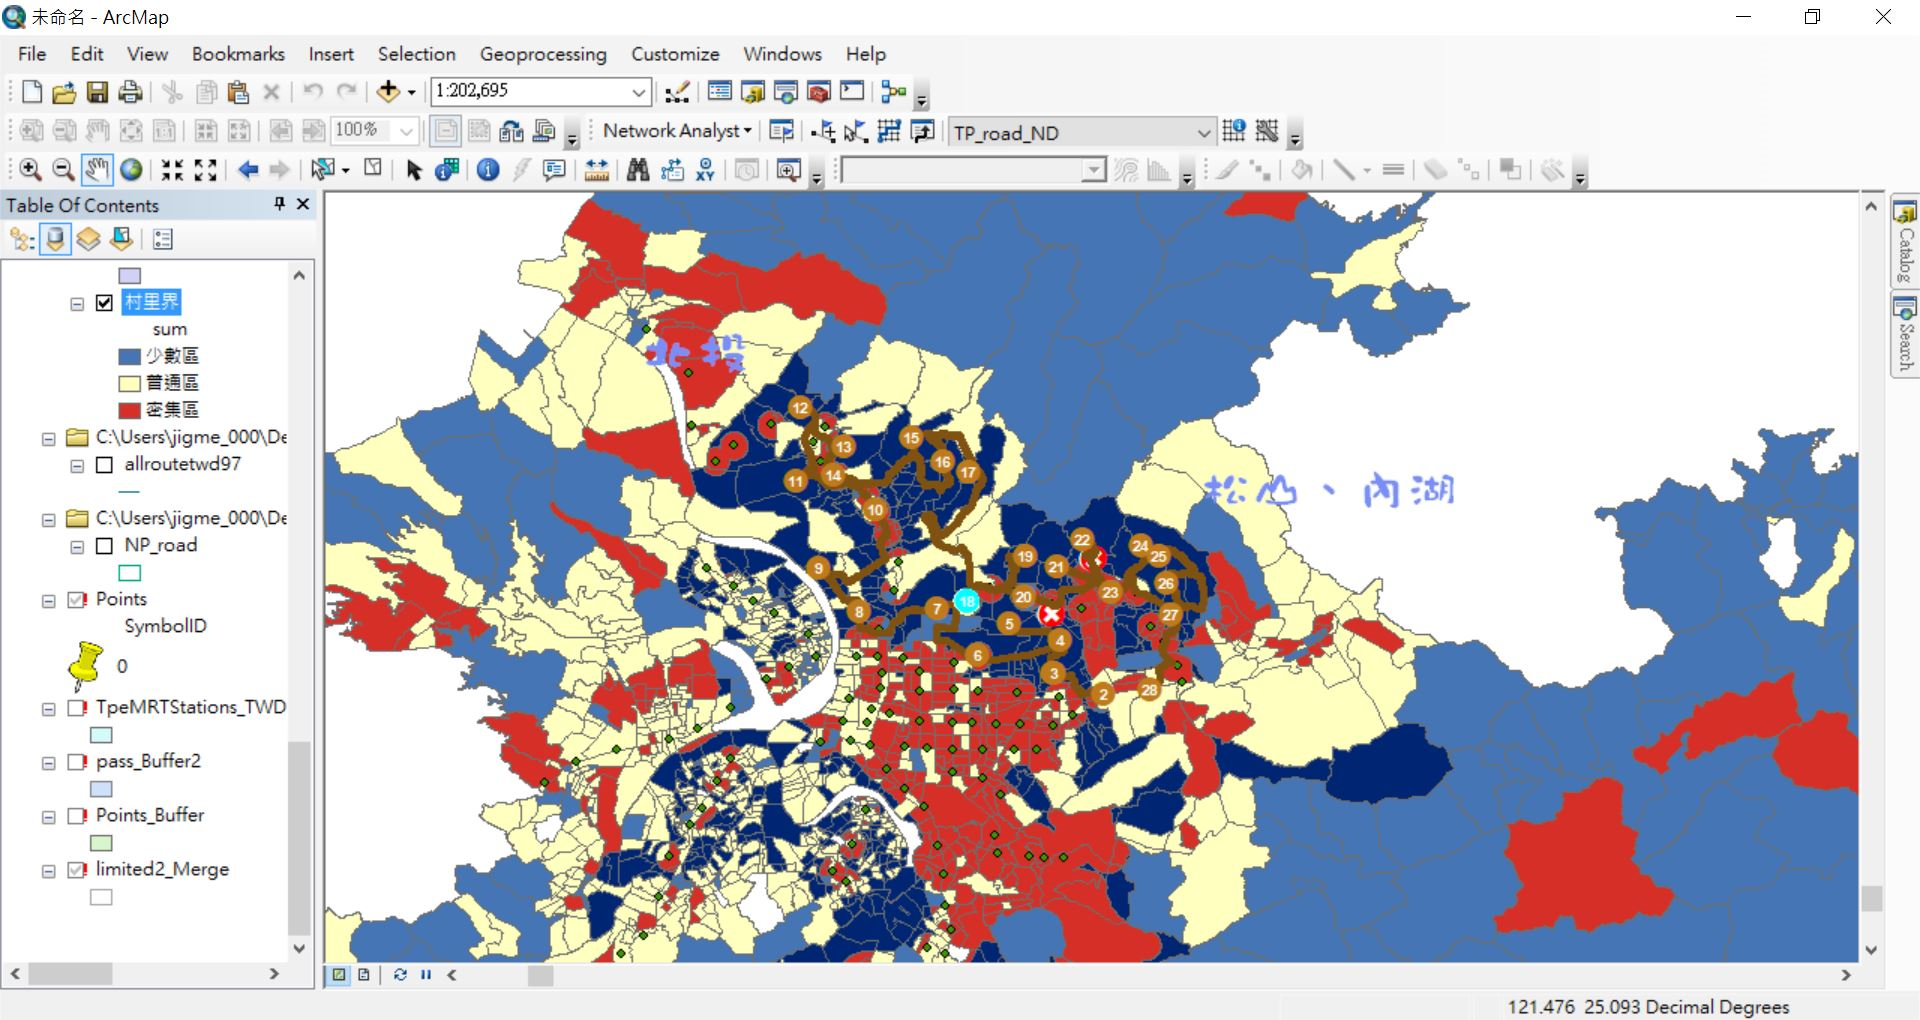 未命名 - ArcMap
File Edit View Bookmarks Insert Selection Geoprocessing Customize Windows Help
1:202,695
100% Network Analyst TP_road_ND
Table Of Contents
村里界
sum
少數區
普通區
密集區
C:\Users\jigme_000\De
allroutetwd97
C:\Users\jigme_000\De
NP_road
Points
SymbolID
0
TpeMRTStations_TWD
pass_Buffer2
Points_Buffer
limited2_Merge
北投
松山、內湖
12
13
15
16
17
11
14
10
22
24
25
19
21
9
26
23
20
18
7
8
27
5
4
6
3
2
28
Catalog
Search
121.476 25.093 Decimal Degrees